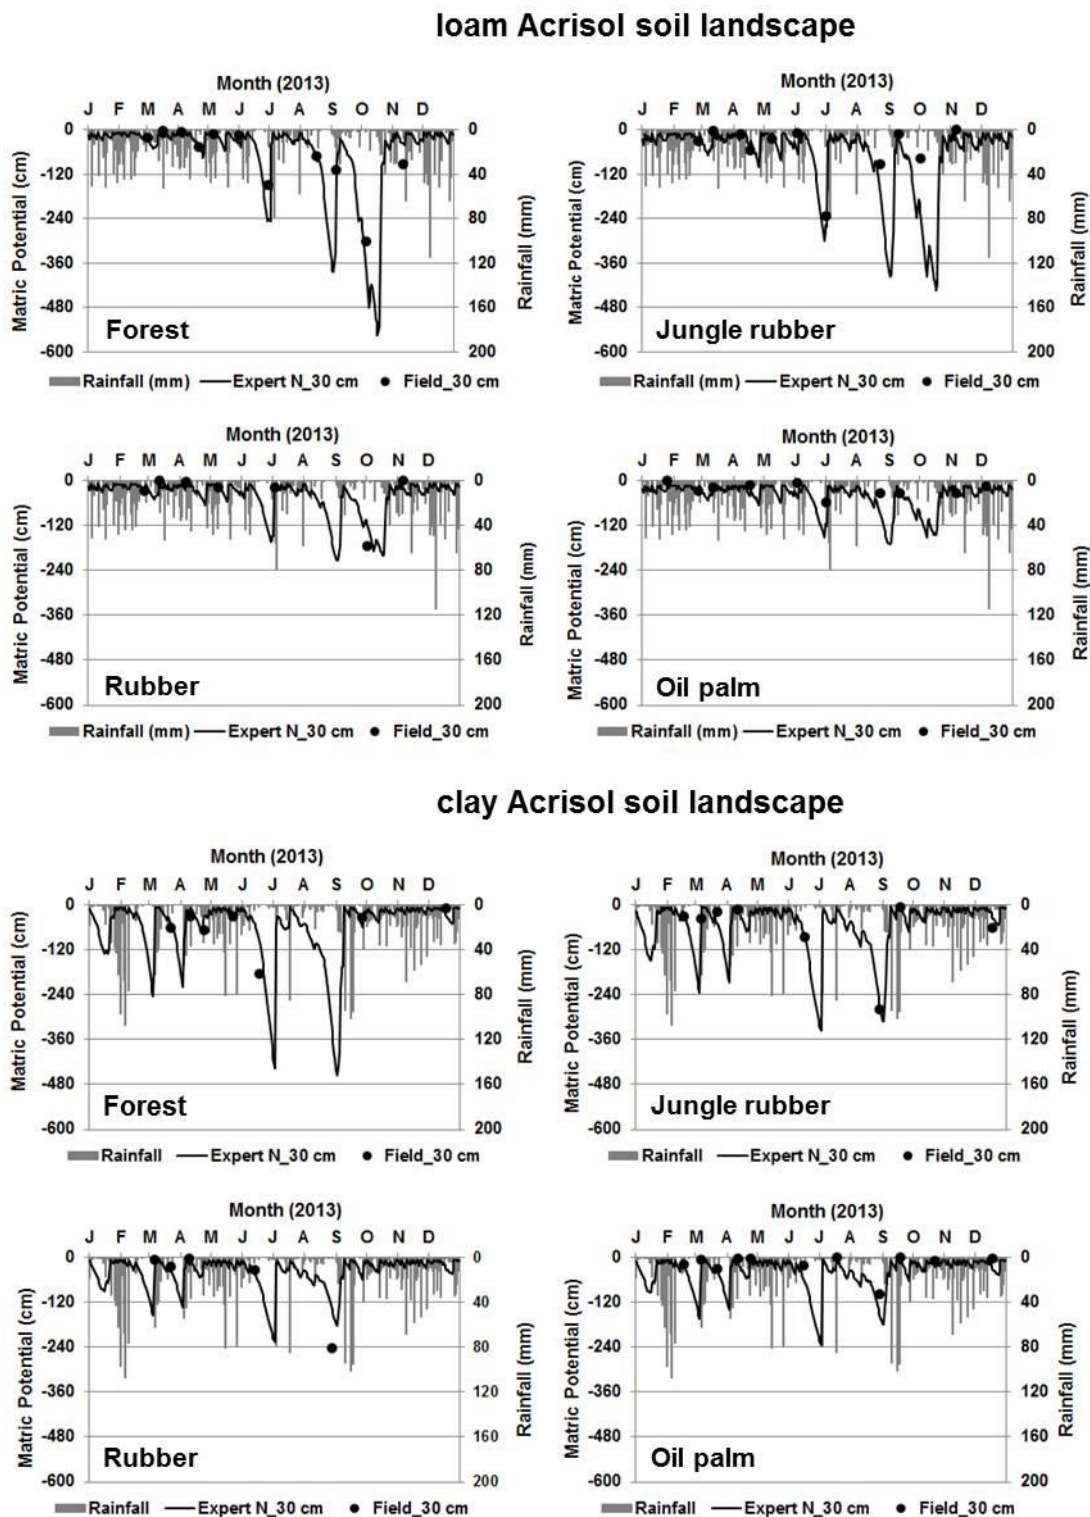 loam Acrisol soil landscape
Month (2013)
J F M A M J J A S O N D
Matric Potential (cm)
0
-120
-240
-360
-480
-600
0
40
80
120
160
200
Rainfall (mm)
Forest
Rainfall (mm) Expert N_30 cm Field_30 cm
Month (2013)
J F M A M J J A S O N D
Matric Potential (cm)
0
-120
-240
-360
-480
-600
0
40
80
120
160
200
Rainfall (mm)
Jungle rubber
Rainfall (mm) Expert N_30 cm Field_30 cm
Month (2013)
J F M A M J J A S O N D
Matric Potential (cm)
0
-120
-240
-360
-480
-600
0
40
80
120
160
200
Rainfall (mm)
Rubber
Rainfall (mm) Expert N_30 cm Field_30 cm
Month (2013)
J F M A M J J A S O N D
Matric Potential (cm)
0
-120
-240
-360
-480
-600
0
40
80
120
160
200
Rainfall (mm)
Oil palm
Rainfall (mm) Expert N_30 cm Field_30 cm
clay Acrisol soil landscape
Month (2013)
J F M A M J J A S O N D
Matric Potential (cm)
0
-120
-240
-360
-480
-600
0
40
80
120
160
200
Rainfall (mm)
Forest
Rainfall Expert N_30 cm Field_30 cm
Month (2013)
J F M A M J J A S O N D
Matric Potential (cm)
0
-120
-240
-360
-480
-600
0
40
80
120
160
200
Rainfall (mm)
Jungle rubber
Rainfall Expert N_30 cm Field_30 cm
Month (2013)
J F M A M J J A S O N D
Matric Potential (cm)
0
-120
-240
-360
-480
-600
0
40
80
120
160
200
Rainfall (mm)
Rubber
Rainfall Expert N_30 cm Field_30 cm
Month (2013)
J F M A M J J A S O N D
Matric Potential (cm)
0
-120
-240
-360
-480
-600
0
40
80
120
160
200
Rainfall (mm)
Oil palm
Rainfall Expert N_30 cm Field_30 cm